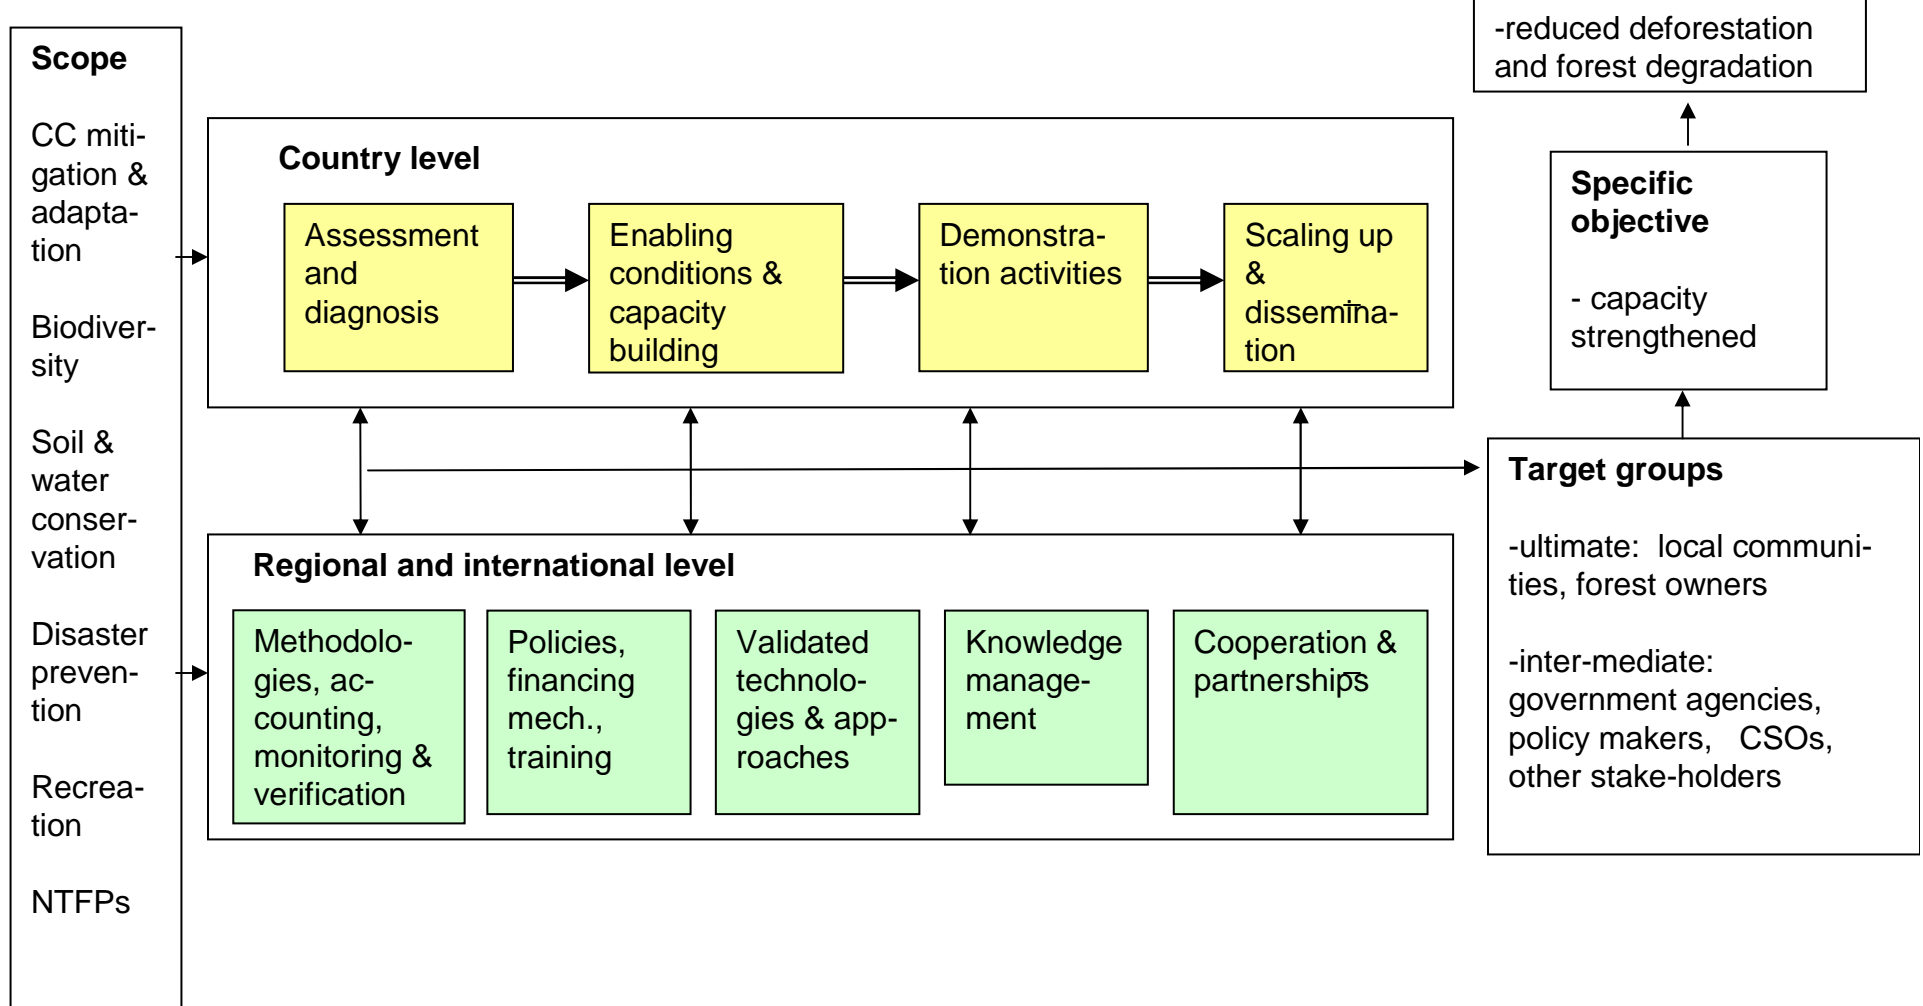 Scope
CC miti-
gation &
adapta-
tion
Biodiver-
sity
Soil &
water
conser-
vation
Disaster
preven-
tion
Recrea-
tion
NTFPs
Country level
Assessment
and
diagnosis
Enabling
conditions &
capacity
building
Demonstra-
tion activities
Scaling up
&
dissemina-
tion
Regional and international level
Methodolo-
gies, ac-
counting,
monitoring &
verification
Policies,
financing
mech.,
training
Validated
technolo-
gies & app-
roaches
Knowledge
manage-
ment
Cooperation &
partnerships
-reduced deforestation
and forest degradation
Specific
objective
- capacity
strengthened
Target groups
-ultimate:  local communi-
ties, forest owners
-inter-mediate:
government agencies,
policy makers,   CSOs,
other stake-holders